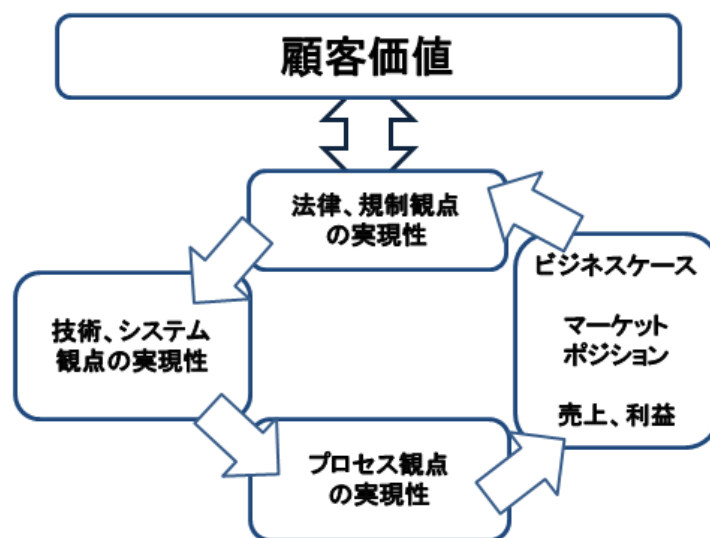 顧客価値
法律、規制観点
の実現性
技術、システム
観点の実現性
プロセス観点
の実現性
ビジネスケース
マーケット
ポジション
売上、利益